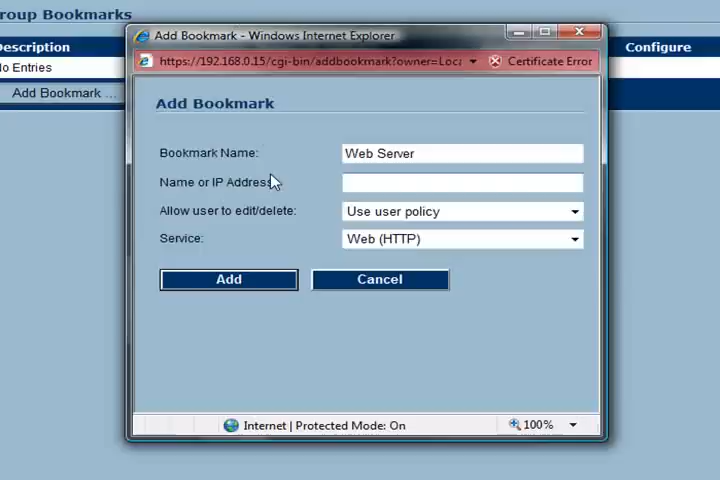 roup Bookmarks
Add Bookmark - Windows Internet Explorer
escription
Configure
https://192.168.0.15/cgi-bin/addbookmark?owner=Loca
Certificate Error
o Entries
Add Bookmark ...
Add Bookmark
Bookmark Name:
Web Server
Name or IP Address
Allow user to edit/delete:
Use user policy
Service:
Web (HTTP)
Add
Cancel
Internet | Protected Mode: On
100%